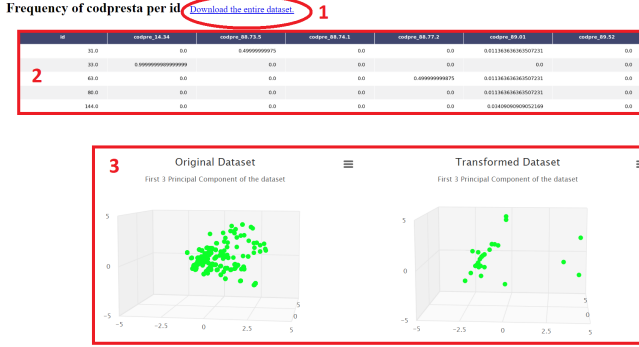 Frequency of codpresta per id Download the entire dataset. 1
id codpre_14.34 codpre_88.73.5 codpre_88.74.1 codpre_88.77.2 codpre_89.01 codpre_89.52
31.0 0.0 0.49999999975 0.0 0.0 0.011363636363507231 0.0
33.0 0.9999999989999999 0.0 0.0 0.0 0.0 0.0
2
63.0 0.0 0.0 0.0 0.499999999875 0.011363636363507231 0.0
80.0 0.0 0.0 0.0 0.0 0.011363636363507231 0.0
144.0 0.0 0.0 0.0 0.0 0.03409090909052169 0.0
3
Original Dataset
First 3 Principal Component of the dataset
5
0
-5
-5 -2.5 0 2.5 5
5
0
Transformed Dataset
First 3 Principal Component of the dataset
5
0
-5
-5 -2.5 0 2.5 5
5
0